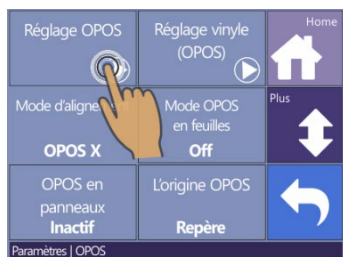 Réglage OPOS
Réglage vinyle
(OPOS)
Home
Mode d'alignement
OPOS X
Mode OPOS
en feuilles
Off
Plus
OPOS en
panneaux
Inactif
L'origine OPOS
Repère
Paramètres | OPOS